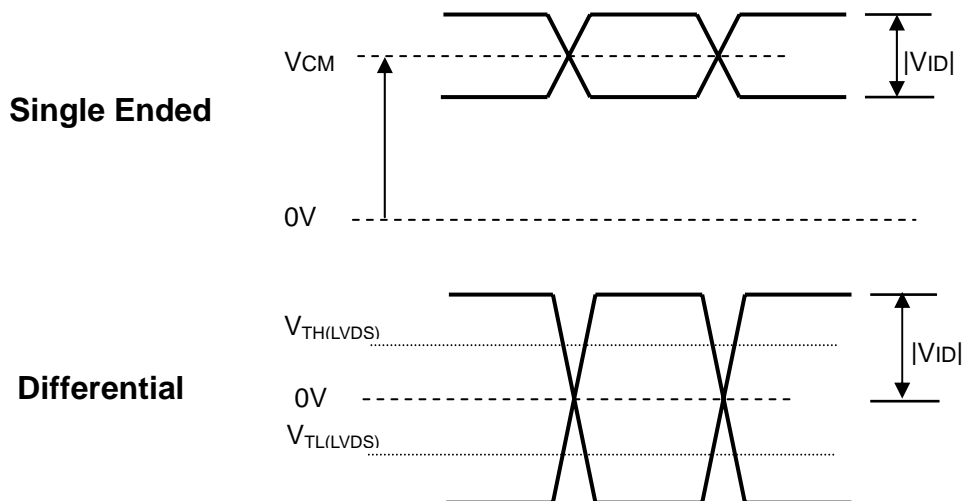 VCM
|VID|
Single Ended
0V
VTH(LVDS)
|VID|
Differential
0V
VTL(LVDS)